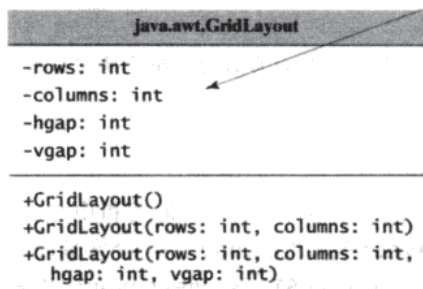 java.awt.GridLayout
-rows: int
-columns: int
-hgap: int
-vgap: int
+GridLayout()
+GridLayout(rows: int, columns: int)
+GridLayout(rows: int, columns: int,
hgap: int, vgap: int)